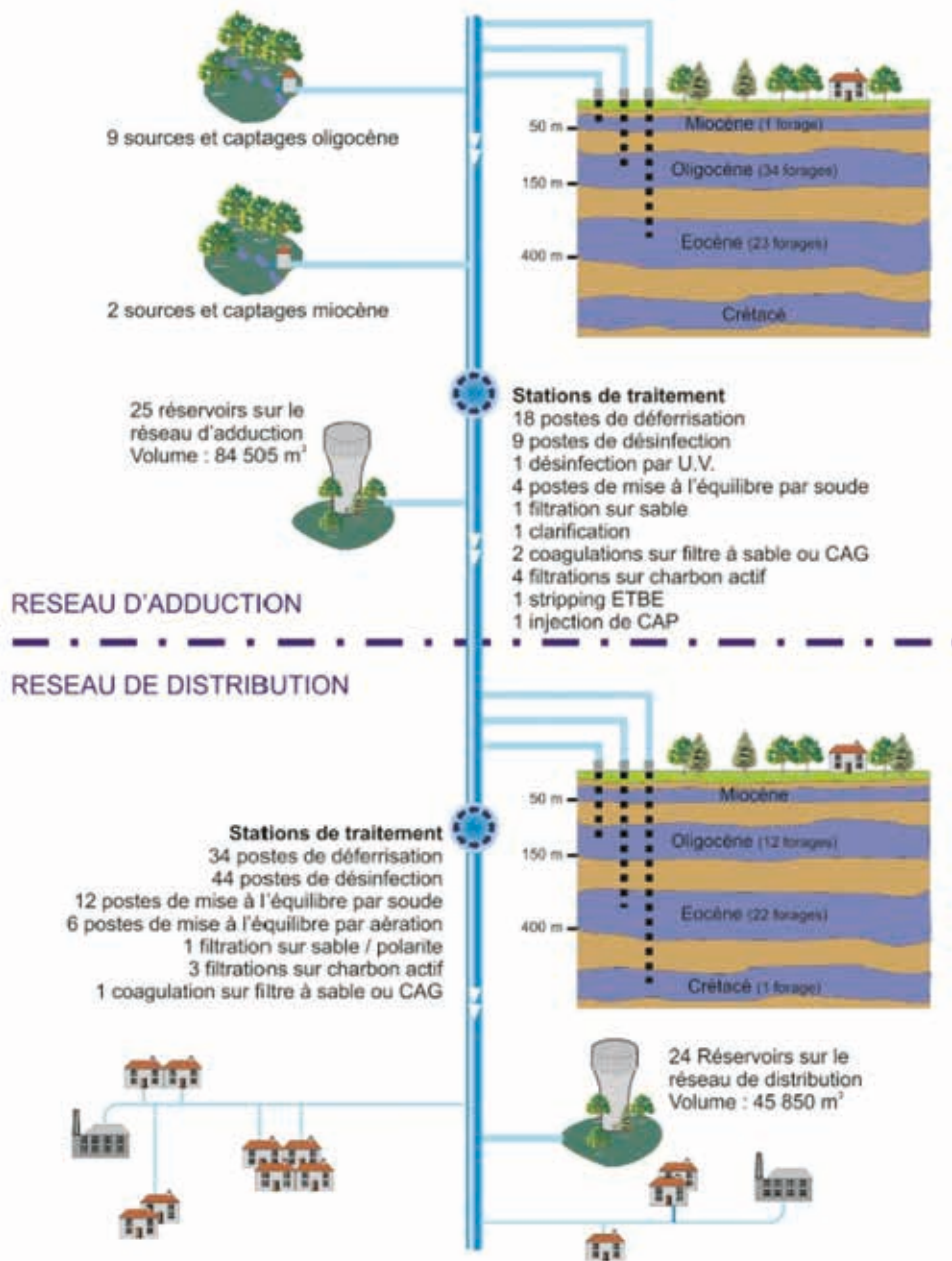 9 sources et captages oligocène
2 sources et captages miocène
50 m
150 m
400 m
Miocène (1 forage)
Oligocène (34 forages)
Eocène (23 forages)
Crétacé
25 réservoirs sur le
réseau d'adduction
Volume : 84 505 m³
Stations de traitement
18 postes de déferrisation
9 postes de désinfection
1 désinfection par U.V.
4 postes de mise à l'équilibre par soude
1 filtration sur sable
1 clarification
2 coagulations sur filtre à sable ou CAG
4 filtrations sur charbon actif
1 stripping ETBE
1 injection de CAP
RESEAU D'ADDUCTION
RESEAU DE DISTRIBUTION
50 m
150 m
400 m
Miocène
Oligocène (12 forages)
Eocène (22 forages)
Crétacé (1 forage)
Stations de traitement
34 postes de déferrisation
44 postes de désinfection
12 postes de mise à l'équilibre par soude
6 postes de mise à l'équilibre par aération
1 filtration sur sable / polarite
3 filtrations sur charbon actif
1 coagulation sur filtre à sable ou CAG
24 Réservoirs sur le
réseau de distribution
Volume : 45 850 m³